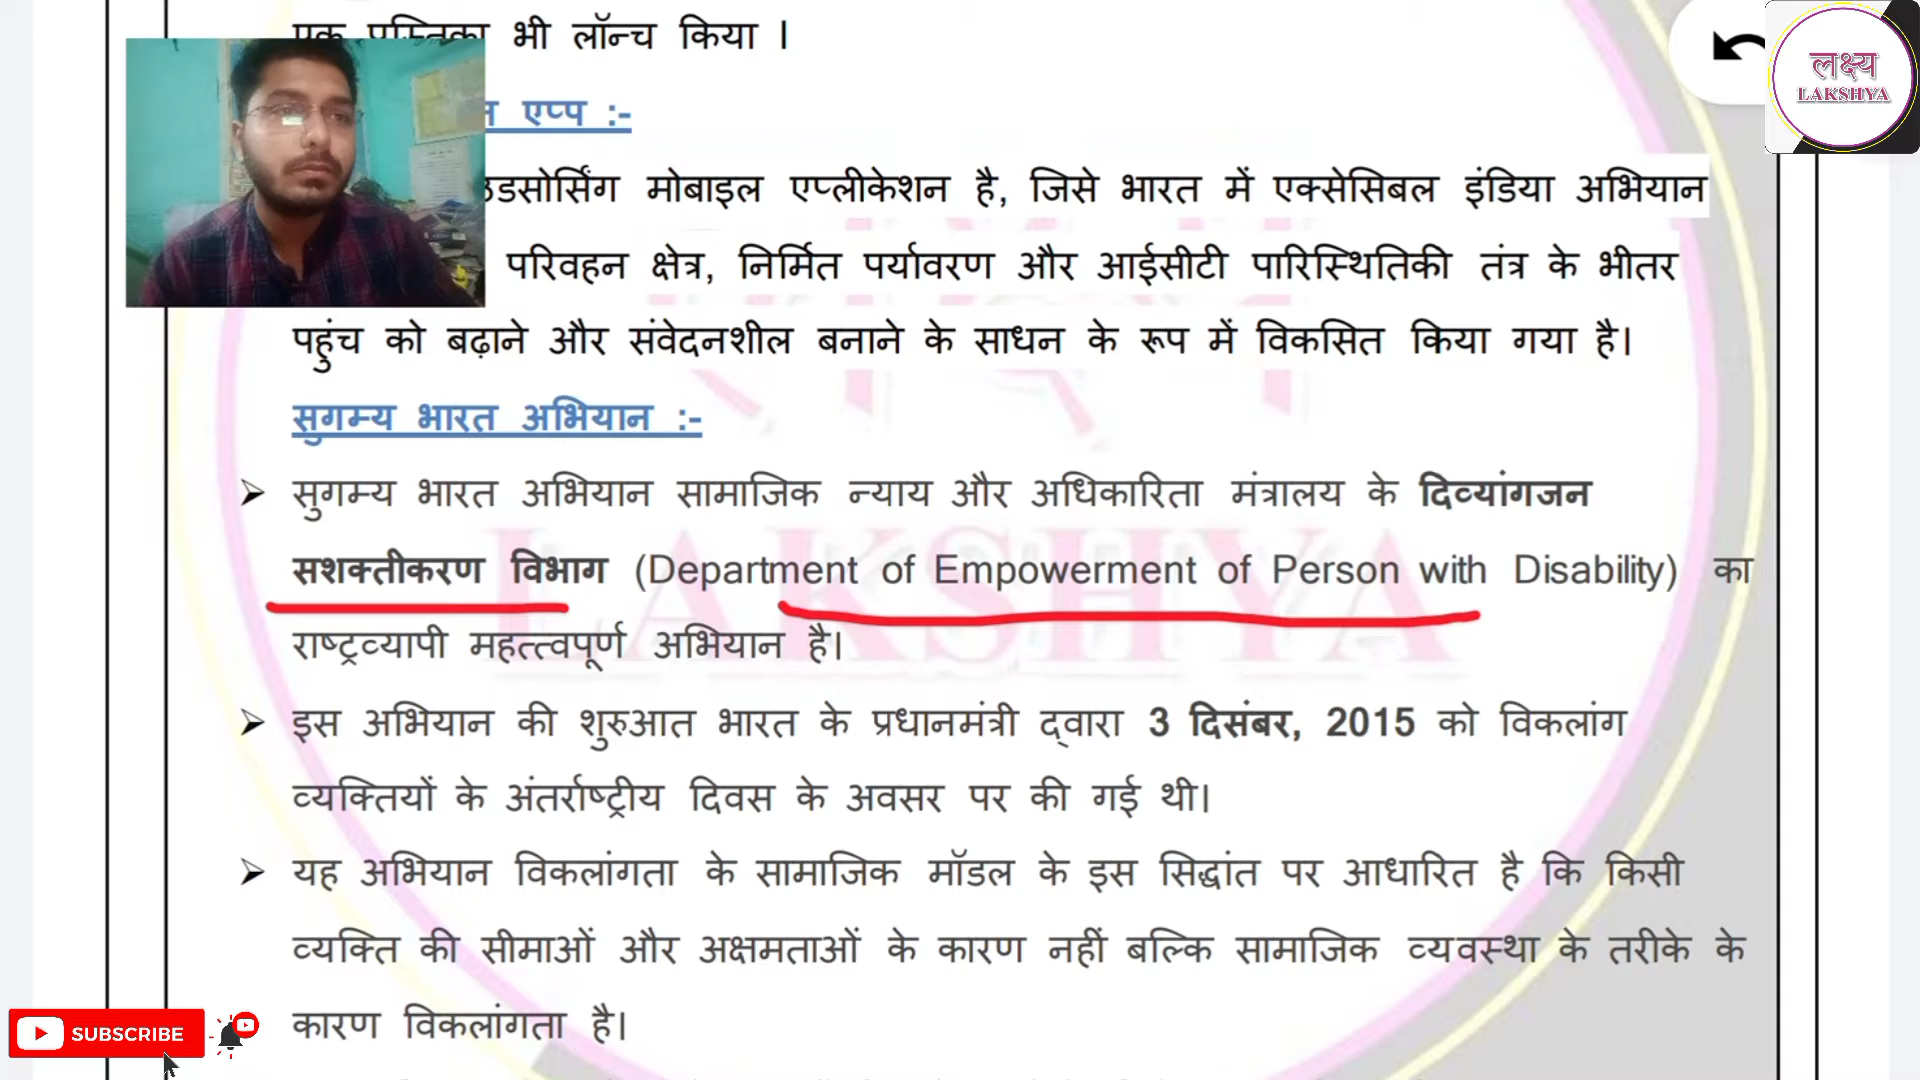 भी लॉन्च किया ।
एप्प :-
लक्ष्य
LAKSHYA
मोबाइल एप्लीकेशन है, जिसे भारत में एक्सेसिबल इंडिया अभियान
परिवहन क्षेत्र, निर्मित पर्यावरण और आईसीटी पारिस्थितिकी तंत्र के भीतर
पहुंच को बढ़ाने और संवेदनशील बनाने के साधन के रूप में विकसित किया गया है।
सुगम्य भारत अभियान :-
➢ सुगम्य भारत अभियान सामाजिक न्याय और अधिकारिता मंत्रालय के दिव्यांगजन
सशक्तीकरण विभाग (Department of Empowerment of Person with Disability) का
राष्ट्रव्यापी महत्त्वपूर्ण अभियान है।
➢ इस अभियान की शुरुआत भारत के प्रधानमंत्री द्वारा 3 दिसंबर, 2015 को विकलांग
व्यक्तियों के अंतर्राष्ट्रीय दिवस के अवसर पर की गई थी।
➢ यह अभियान विकलांगता के सामाजिक मॉडल के इस सिद्धांत पर आधारित है कि किसी
व्यक्ति की सीमाओं और अक्षमताओं के कारण नहीं बल्कि सामाजिक व्यवस्था के तरीके के
कारण विकलांगता है।
LAKSHYA
SUBSCRIBE